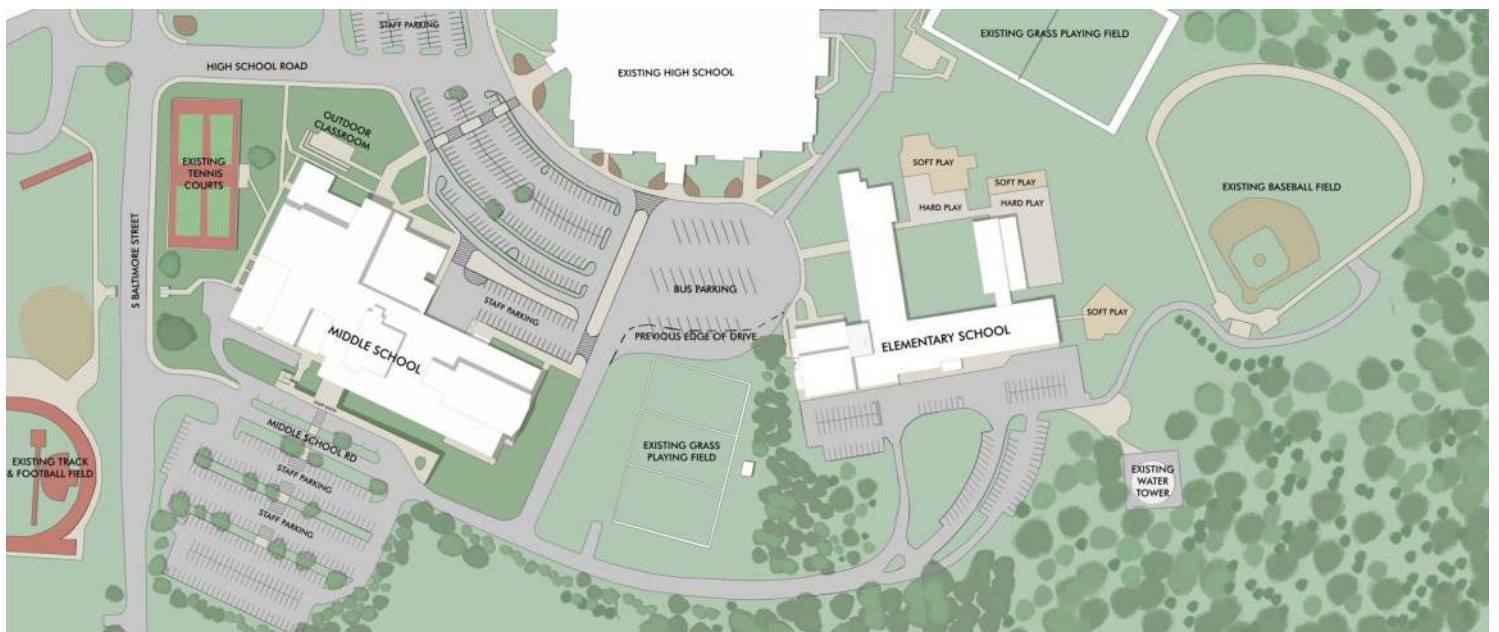 STAFF PARKING
EXISTING GRASS PLAYING FIELD
HIGH SCHOOL ROAD
EXISTING HIGH SCHOOL
OUTDOOR
CLASSROOM
EXISTING
TENNIS
COURTS
SOFT PLAY
SOFT PLAY
HARD PLAY
HARD PLAY
EXISTING BASEBALL FIELD
S BALTIMORE STREET
BUS PARKING
STAFF PARKING
SOFT PLAY
PREVIOUS EDGE OF DRIVE
ELEMENTARY SCHOOL
MIDDLE SCHOOL
MIDDLE SCHOOL RD
EXISTING GRASS
PLAYING FIELD
EXISTING TRACK
& FOOTBALL FIELD
STAFF PARKING
EXISTING
WATER
TOWER
STAFF PARKING